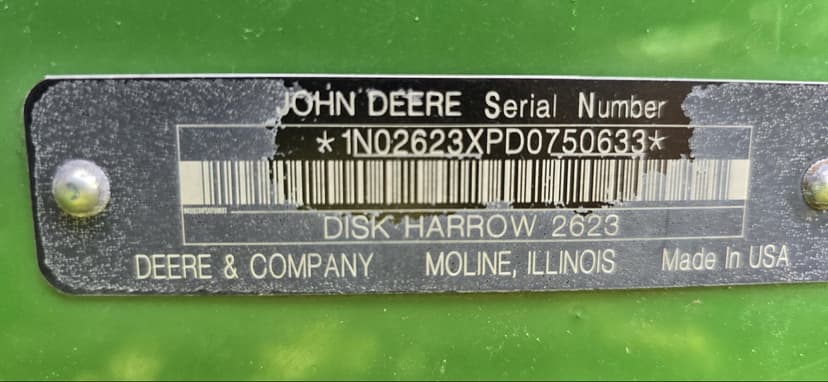 JOHN DEERE Serial Number
*1N02623XPD0750633*
DISK HARROW 2623
DEERE & COMPANY MOLINE, ILLINOIS Made In USA